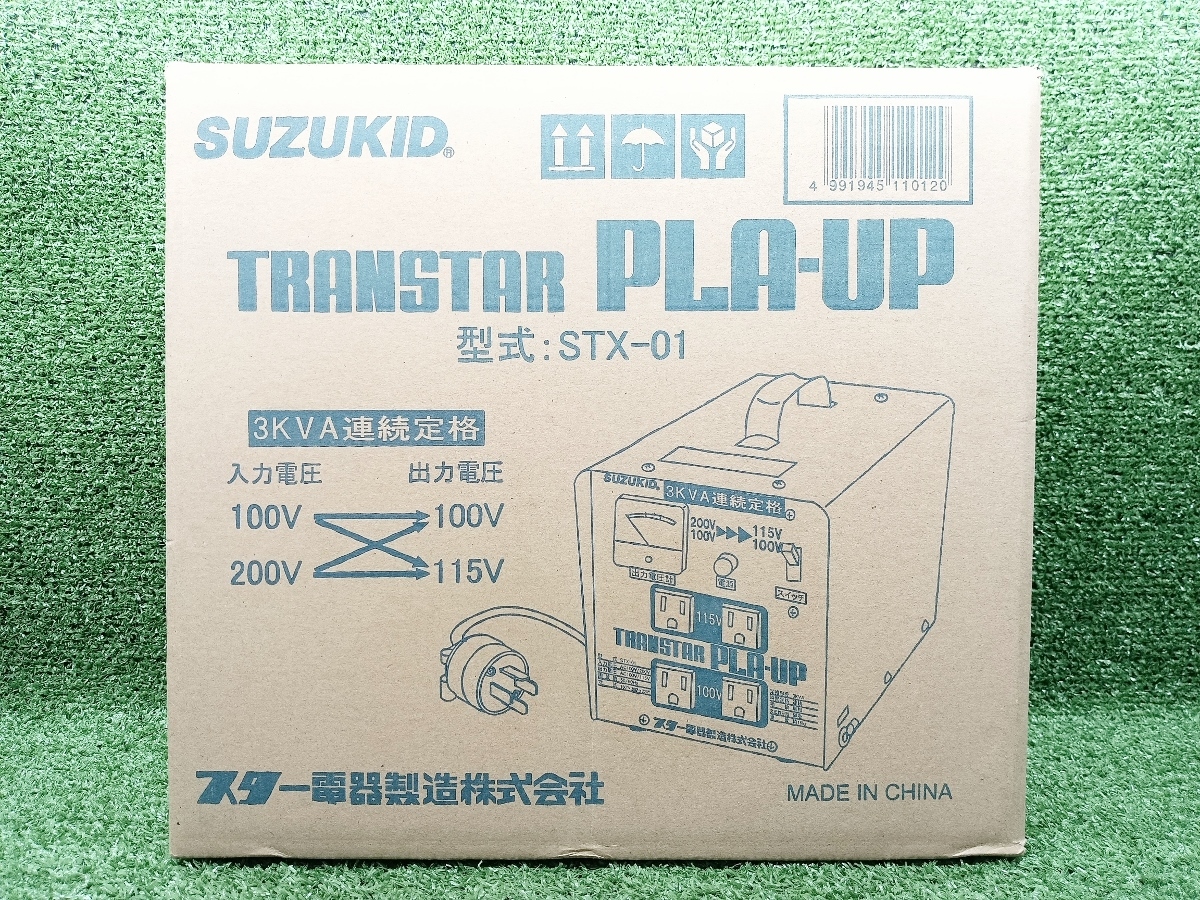 SUZUKID®
4 991945 110120
TRANSTAR PLA-UP
型式:STX-01
3KVA連続定格
入力電圧 出力電圧
100V 100V
200V 115V
SUZUKID®
3KVA連続定格
200V 115V
100V 100V
出力電圧計
電源
スイッチ
115V
TRANSTAR PLA-UP
100V
スター電器製造株式会社
スター電器製造株式会社
MADE IN CHINA